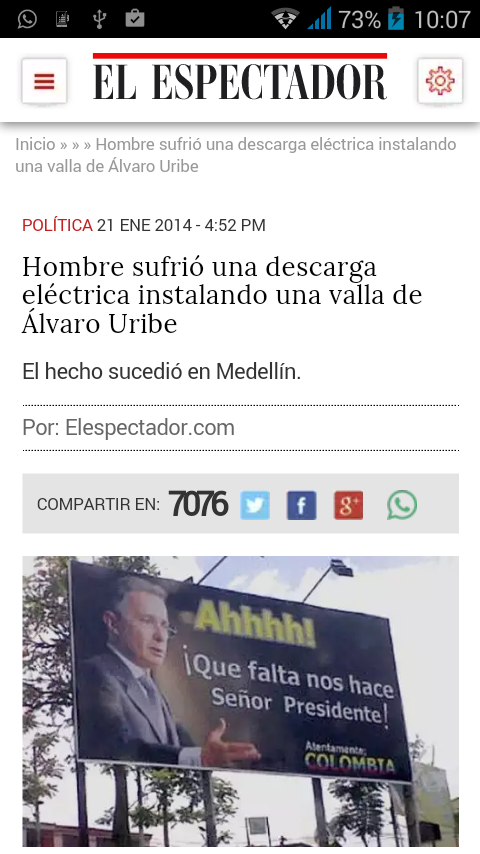 73% 10:07
EL ESPECTADOR
Inicio » » » Hombre sufrió una descarga eléctrica instalando
una valla de Álvaro Uribe
POLÍTICA 21 ENE 2014 - 4:52 PM
Hombre sufrió una descarga
eléctrica instalando una valla de
Álvaro Uribe
El hecho sucedió en Medellín.
Por: Elespectador.com
COMPARTIR EN: 7076
Ahhhh!
¡Que falta nos hace
Señor Presidente!
Atentamente:
COLOMBIA